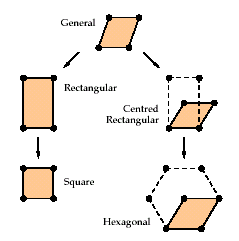 General
Rectangular
Centred
Rectangular
Square
Hexagonal